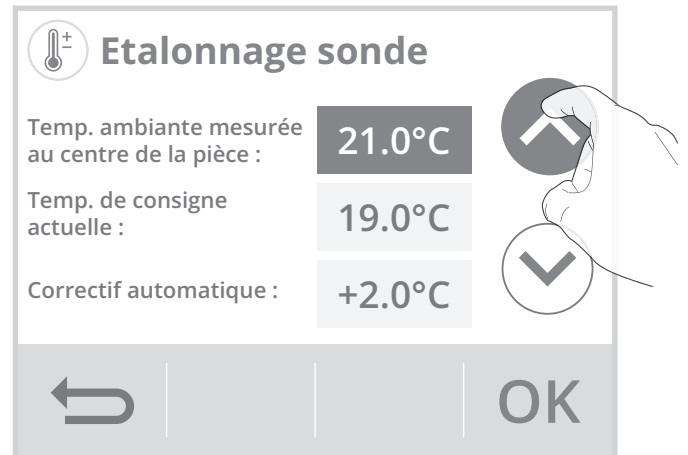 Etalonnage sonde
Temp. ambiante mesurée
au centre de la pièce :
21.0°C
Temp. de consigne
actuelle :
19.0°C
Correctif automatique :
+2.0°C
OK